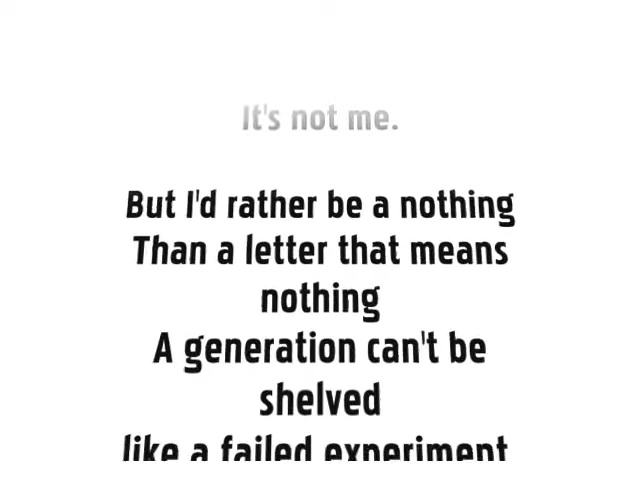 It's not me.
But I'd rather be a nothing
Than a letter that means
nothing
A generation can't be
shelved
like a failed experiment